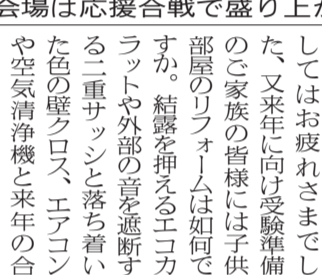 会場は応援合戦で盛り上が
してはお疲れさまでし
た、又来年に向け受験準備
のご家族の皆様には子供
部屋のリフォームは如何で
すか。結露を押えるエコカ
ラットや外部の音を遮断す
る二重サッシと落ち着い
た色の壁クロス、エアコン
や空気清浄機と来年の合